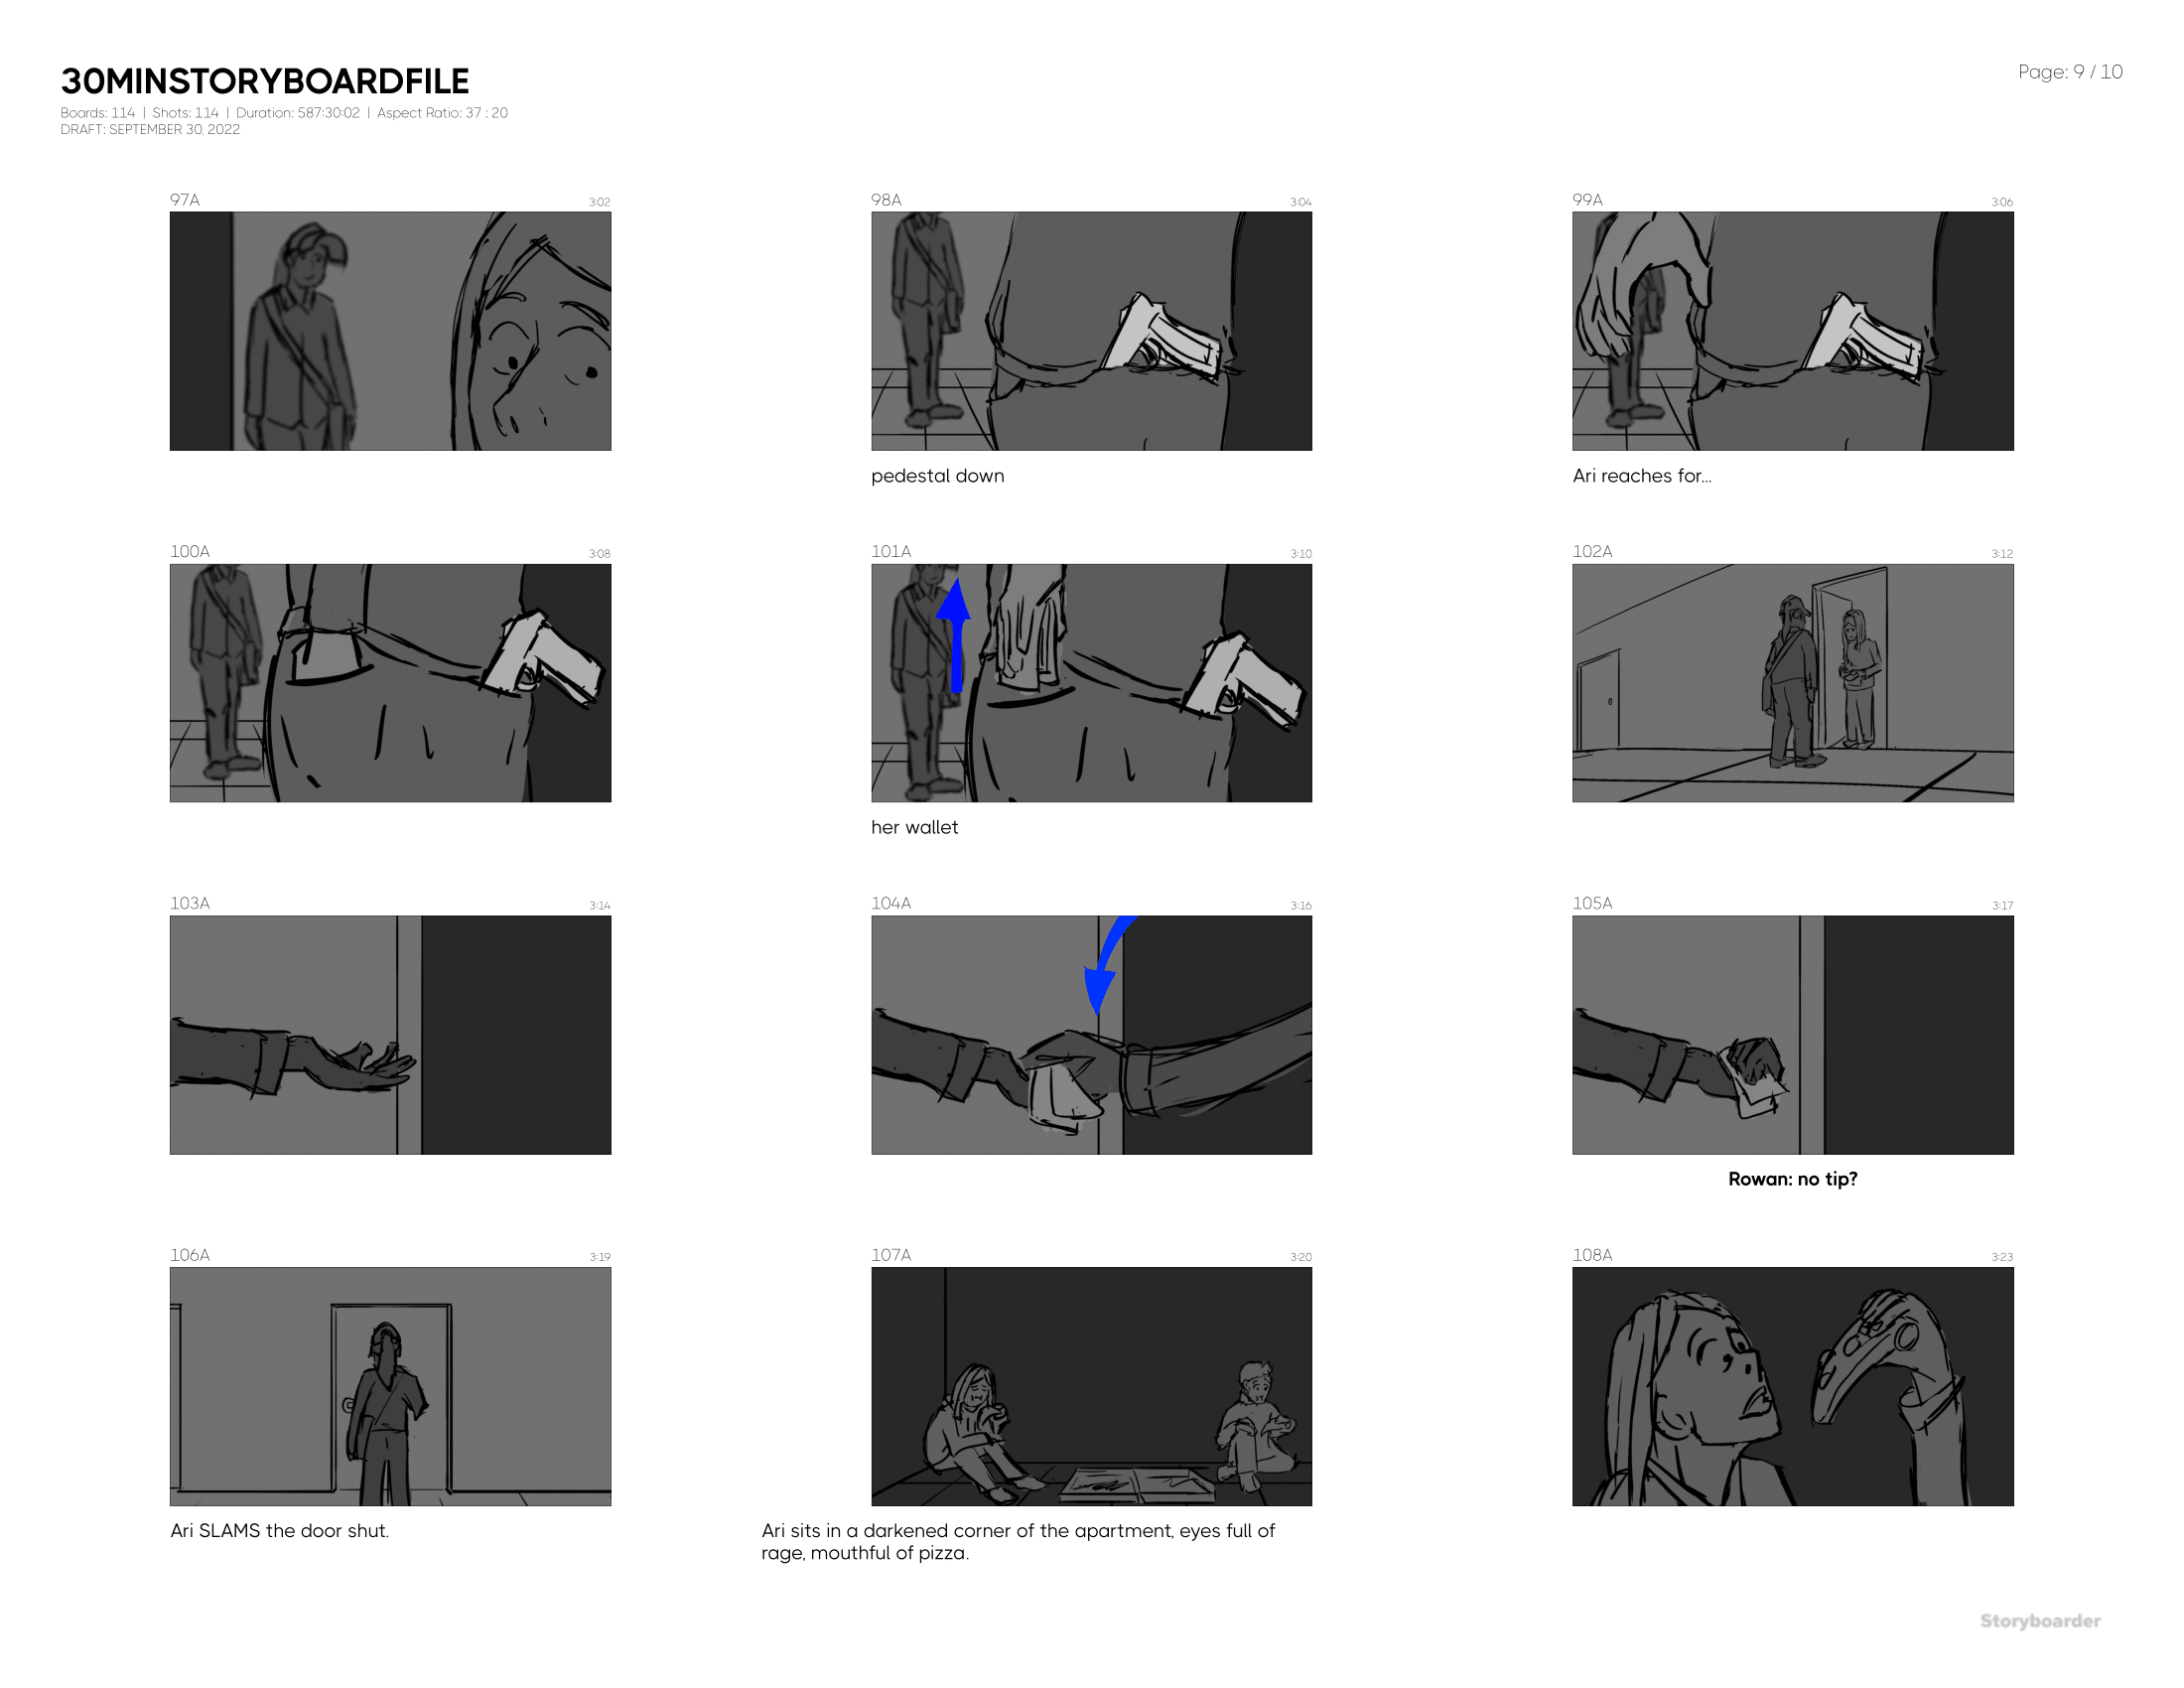 30MINSTORYBOARDFILE
Page: 9 / 10
Boards: 114 | Shots: 114 | Duration: 587:30:02 | Aspect Ratio: 37 : 20
DRAFT: SEPTEMBER 30, 2022
97A 3:02
98A 3:04
99A 3:06
pedestal down
Ari reaches for...
100A 3:08
101A 3:10
102A 3:12
her wallet
103A 3:14
104A 3:16
105A 3:17
Rowan: no tip?
106A 3:19
107A 3:20
108A 3:23
Ari SLAMS the door shut.
Ari sits in a darkened corner of the apartment, eyes full of
rage, mouthful of pizza.
Storyboarder